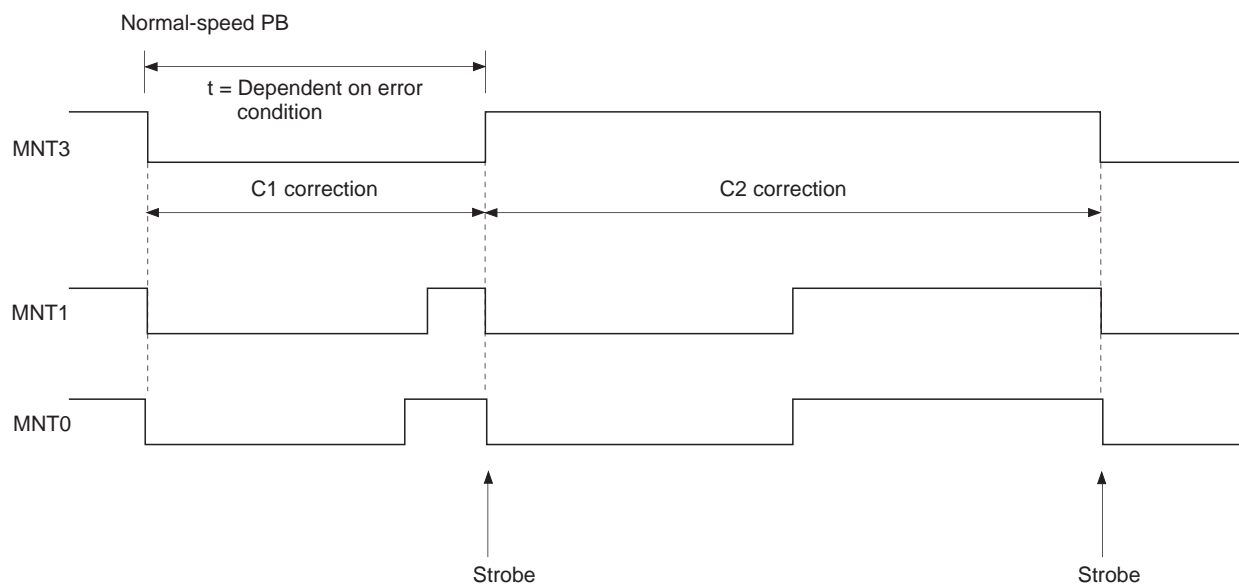 Normal-speed PB
t = Dependent on error
condition
MNT3
C1 correction
C2 correction
MNT1
MNT0
Strobe
Strobe